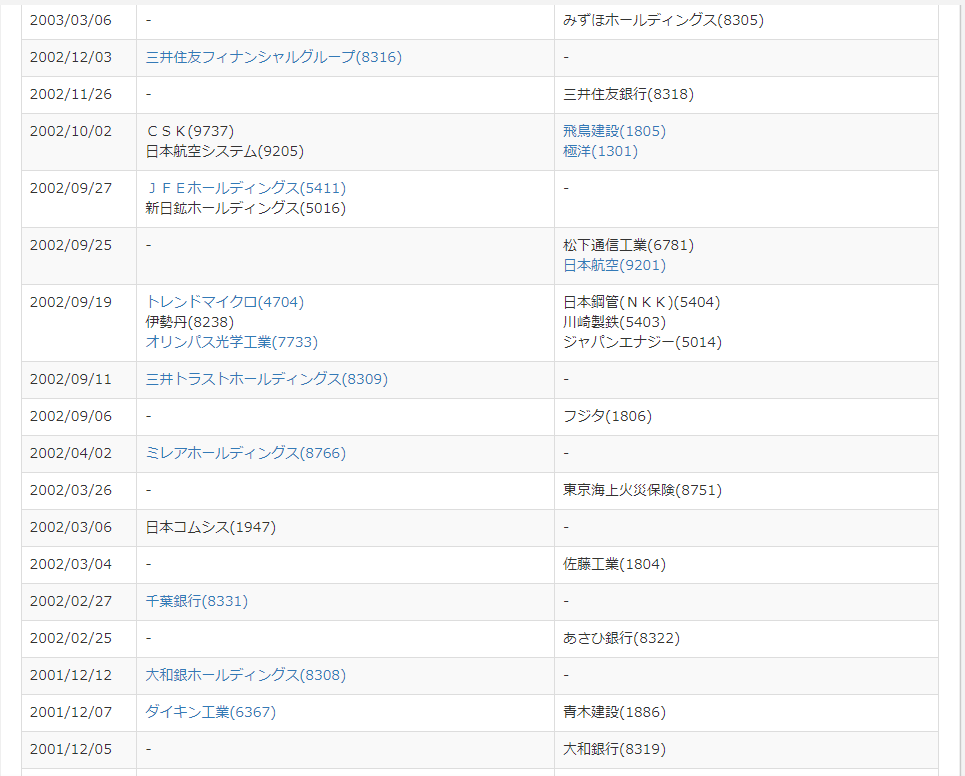 2003/03/06 - みずほホールディングス(8305)
2002/12/03 三井住友フィナンシャルグループ(8316) -
2002/11/26 - 三井住友銀行(8318)
2002/10/02 ＣＳＫ(9737) 飛鳥建設(1805)
日本航空システム(9205) 極洋(1301)
2002/09/27 ＪＦＥホールディングス(5411) -
新日鉱ホールディングス(5016)
2002/09/25 - 松下通信工業(6781)
日本航空(9201)
2002/09/19 トレンドマイクロ(4704) 日本鋼管(ＮＫＫ)(5404)
伊勢丹(8238) 川崎製鉄(5403)
オリンパス光学工業(7733) ジャパンエナジー(5014)
2002/09/11 三井トラストホールディングス(8309) -
2002/09/06 - フジタ(1806)
2002/04/02 ミレアホールディングス(8766) -
2002/03/26 - 東京海上火災保険(8751)
2002/03/06 日本コムシス(1947) -
2002/03/04 - 佐藤工業(1804)
2002/02/27 千葉銀行(8331) -
2002/02/25 - あさひ銀行(8322)
2001/12/12 大和銀ホールディングス(8308) -
2001/12/07 ダイキン工業(6367) 青木建設(1886)
2001/12/05 - 大和銀行(8319)